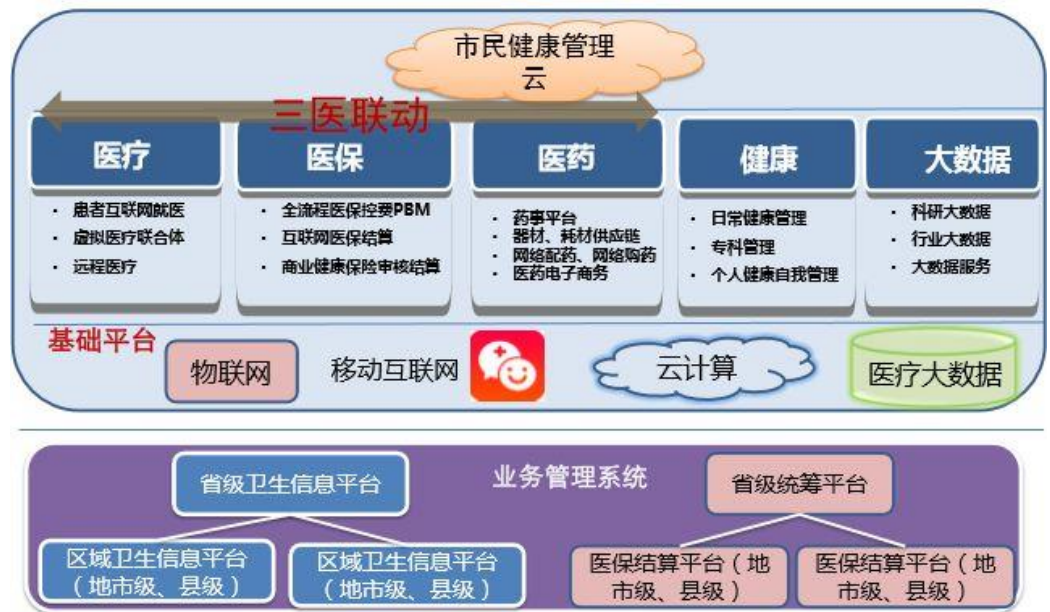 市民健康管理
云
三医联动
医疗
· 患者互联网就医
· 虚拟医疗联合体
· 远程医疗
医保
· 全流程医保控费PBM
· 互联网医保结算
· 商业健康保险审核结算
医药
· 药事平台
· 器材、耗材供应链
· 网络配药、网络购药
· 医药电子商务
健康
· 日常健康管理
· 专科管理
· 个人健康自我管理
大数据
· 科研大数据
· 行业大数据
· 大数据服务
基础平台
物联网
移动互联网
云计算
医疗大数据
业务管理系统
省级卫生信息平台
区域卫生信息平台
（地市级、县级）
区域卫生信息平台
（地市级、县级）
省级统筹平台
医保结算平台（地
市级、县级）
医保结算平台（地
市级、县级）